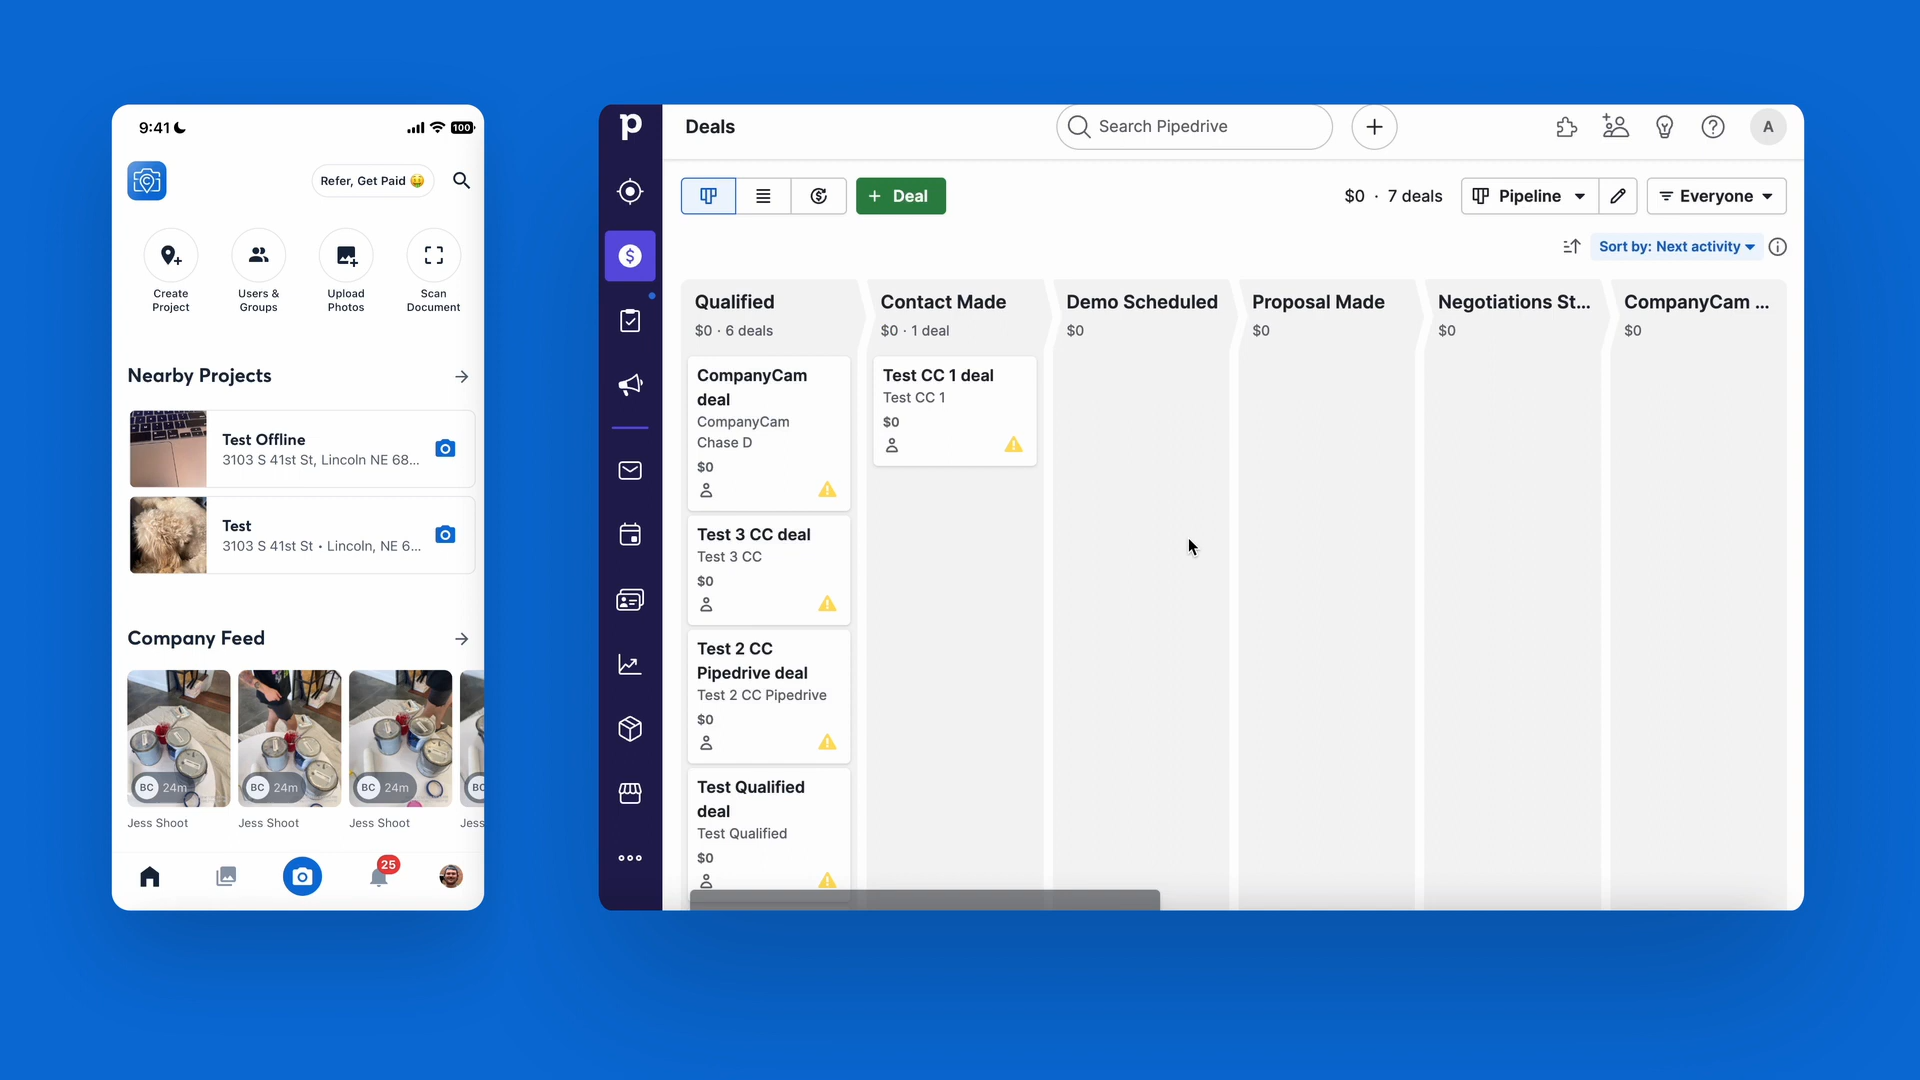 9:41
100
Refer, Get Paid 🤑
Create
Project
Users &
Groups
Upload
Photos
Scan
Document
Nearby Projects
Test Offline
3103 S 41st St, Lincoln NE 68...
Test
3103 S 41st St • Lincoln, NE 6...
Company Feed
BC 24m
BC 24m
BC 24m
BC
Jess Shoot
Jess Shoot
Jess Shoot
Jess
25
p
Deals
Search Pipedrive
A
+ Deal
$0 · 7 deals
Pipeline
Everyone
Sort by: Next activity
Qualified
$0 · 6 deals
CompanyCam
deal
CompanyCam
Chase D
$0
Test 3 CC deal
Test 3 CC
$0
Test 2 CC
Pipedrive deal
Test 2 CC Pipedrive
$0
Test Qualified
deal
Test Qualified
$0
Contact Made
$0 · 1 deal
Test CC 1 deal
Test CC 1
$0
Demo Scheduled
$0
Proposal Made
$0
Negotiations St...
$0
CompanyCam ...
$0